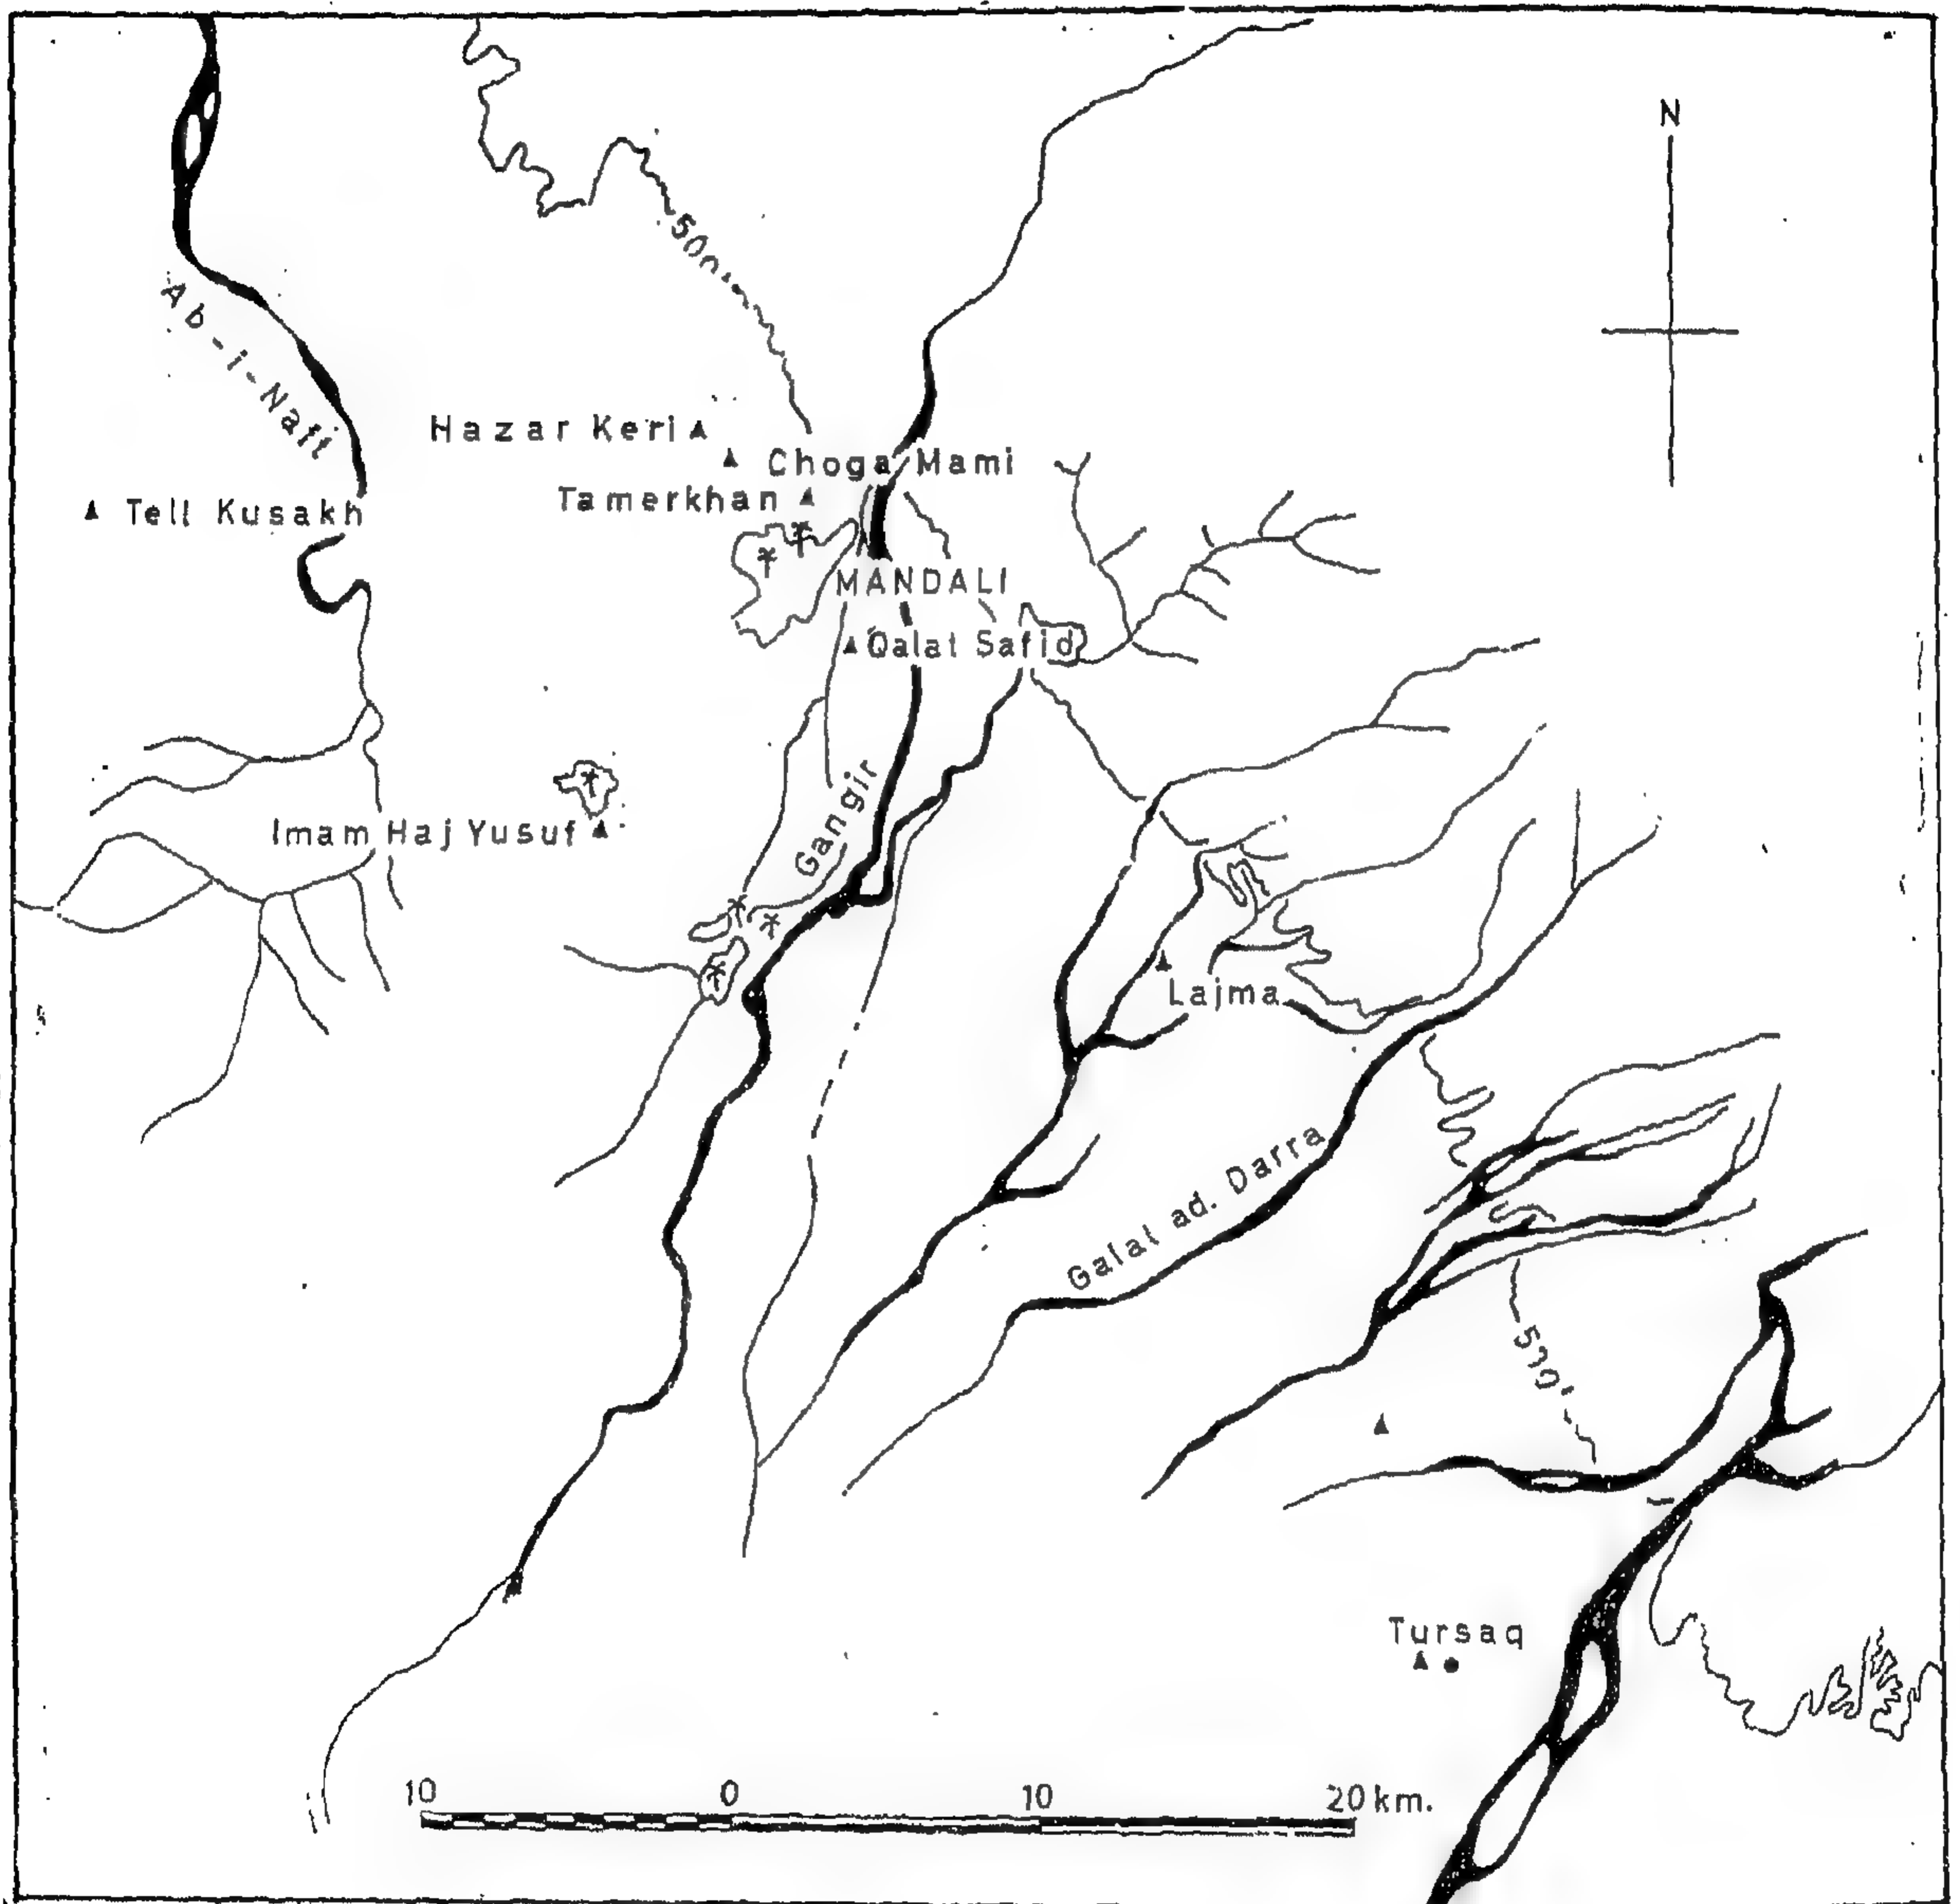 N
500'
Ab-i-Naft
Hazar Keri
Choga Mami
Tamerkhan
Tell Kusakh
MANDALI
Qalat Safid
Gangir
Imam Haj Yusuf
Lajma
Galal ad. Darra
500'
Tursaq
10 0 10 20 km.